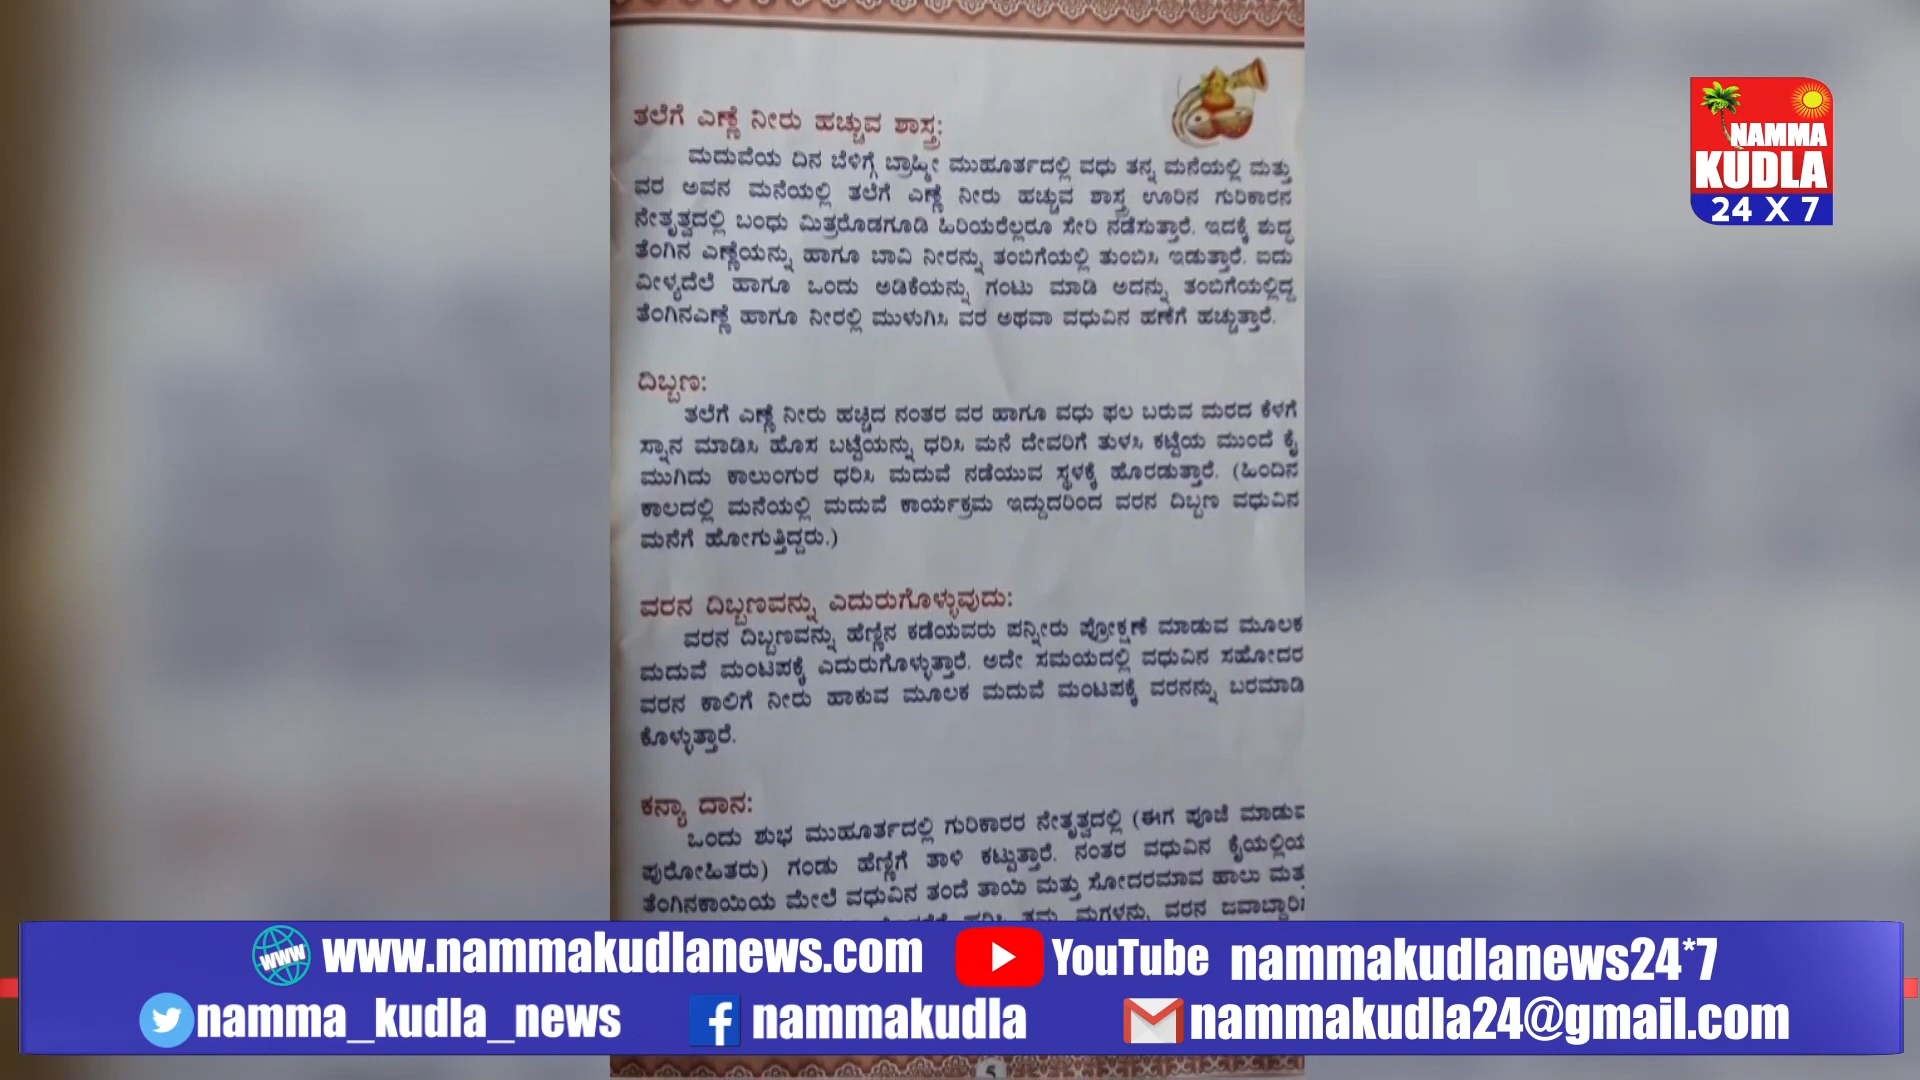 ತಲೆಗೆ ಎಣ್ಣೆ ನೀರು ಹಚ್ಚುವ ಶಾಸ್ತ್ರ:
ಮದುವೆಯ ದಿನ ಬೆಳಿಗ್ಗೆ ಬ್ರಾಹ್ಮೀ ಮುಹೂರ್ತದಲ್ಲಿ ವಧು ತನ್ನ ಮನೆಯಲ್ಲಿ ಮತ್ತು
ವರ ಅವನ ಮನೆಯಲ್ಲಿ ತಲೆಗೆ ಎಣ್ಣೆ ನೀರು ಹಚ್ಚುವ ಶಾಸ್ತ್ರ ಊರಿನ ಗುರಿಕಾರನ
ನೇತೃತ್ವದಲ್ಲಿ ಬಂಧು ಮಿತ್ರರೊಡಗೂಡಿ ಹಿರಿಯರೆಲ್ಲರೂ ಸೇರಿ ನಡೆಸುತ್ತಾರೆ. ಇದಕ್ಕೆ ಶುದ್ಧ
ತೆಂಗಿನ ಎಣ್ಣೆಯನ್ನು ಹಾಗೂ ಬಾವಿ ನೀರನ್ನು ತಂಬಿಗೆಯಲ್ಲಿ ತುಂಬಿಸಿ ಇಡುತ್ತಾರೆ. ಐದು
ವೀಳ್ಯದೆಲೆ ಹಾಗೂ ಒಂದು ಅಡಿಕೆಯನ್ನು ಗಂಟು ಮಾಡಿ ಅದನ್ನು ತಂಬಿಗೆಯಲ್ಲಿದ್ದ
ತೆಂಗಿನಎಣ್ಣೆ ಹಾಗೂ ನೀರಲ್ಲಿ ಮುಳುಗಿಸಿ ವರ ಅಥವಾ ವಧುವಿನ ಹಣೆಗೆ ಹಚ್ಚುತ್ತಾರೆ.
ದಿಬ್ಬಣ:
ತಲೆಗೆ ಎಣ್ಣೆ ನೀರು ಹಚ್ಚಿದ ನಂತರ ವರ ಹಾಗೂ ವಧು ಫಲ ಬರುವ ಮರದ ಕೆಳಗೆ
ಸ್ನಾನ ಮಾಡಿಸಿ ಹೊಸ ಬಟ್ಟೆಯನ್ನು ಧರಿಸಿ ಮನೆ ದೇವರಿಗೆ ತುಳಸಿ ಕಟ್ಟೆಯ ಮುಂದೆ ಕೈ
ಮುಗಿದು ಕಾಲುಂಗುರ ಧರಿಸಿ ಮದುವೆ ನಡೆಯುವ ಸ್ಥಳಕ್ಕೆ ಹೊರಡುತ್ತಾರೆ. (ಹಿಂದಿನ
ಕಾಲದಲ್ಲಿ ಮನೆಯಲ್ಲಿ ಮದುವೆ ಕಾರ್ಯಕ್ರಮ ಇದ್ದುದರಿಂದ ವರನ ದಿಬ್ಬಣ ವಧುವಿನ
ಮನೆಗೆ ಹೋಗುತ್ತಿದ್ದರು.)
ವರನ ದಿಬ್ಬಣವನ್ನು ಎದುರುಗೊಳ್ಳುವುದು:
ವರನ ದಿಬ್ಬಣವನ್ನು ಹೆಣ್ಣಿನ ಕಡೆಯವರು ಪನ್ನೀರು ಪ್ರೋಕ್ಷಣೆ ಮಾಡುವ ಮೂಲಕ
ಮದುವೆ ಮಂಟಪಕ್ಕೆ ಎದುರುಗೊಳ್ಳುತ್ತಾರೆ. ಅದೇ ಸಮಯದಲ್ಲಿ ವಧುವಿನ ಸಹೋದರ
ವರನ ಕಾಲಿಗೆ ನೀರು ಹಾಕುವ ಮೂಲಕ ಮದುವೆ ಮಂಟಪಕ್ಕೆ ವರನನ್ನು ಬರಮಾಡಿ
ಕೊಳ್ಳುತ್ತಾರೆ.
ಕನ್ಯಾ ದಾನ:
ಒಂದು ಶುಭ ಮುಹೂರ್ತದಲ್ಲಿ ಗುರಿಕಾರರ ನೇತೃತ್ವದಲ್ಲಿ (ಈಗ ಪೂಜೆ ಮಾಡುವ
ಪುರೋಹಿತರು) ಗಂಡು ಹೆಣ್ಣಿಗೆ ತಾಳಿ ಕಟ್ಟುತ್ತಾರೆ. ನಂತರ ವಧುವಿನ ಕೈಯಲ್ಲಿಯ
ತೆಂಗಿನಕಾಯಿಯ ಮೇಲೆ ವಧುವಿನ ತಂದೆ ತಾಯಿ ಮತ್ತು ಸೋದರಮಾವ ಹಾಲು
ತಮ್ಮ ಮಗಳನ್ನು ವರನ
NAMMA
KUDLA
24 X 7
www www.nammakudlanews.com YouTube nammakudlanews24*7
namma_kudla_news nammakudla nammakudla24@gmail.com
5